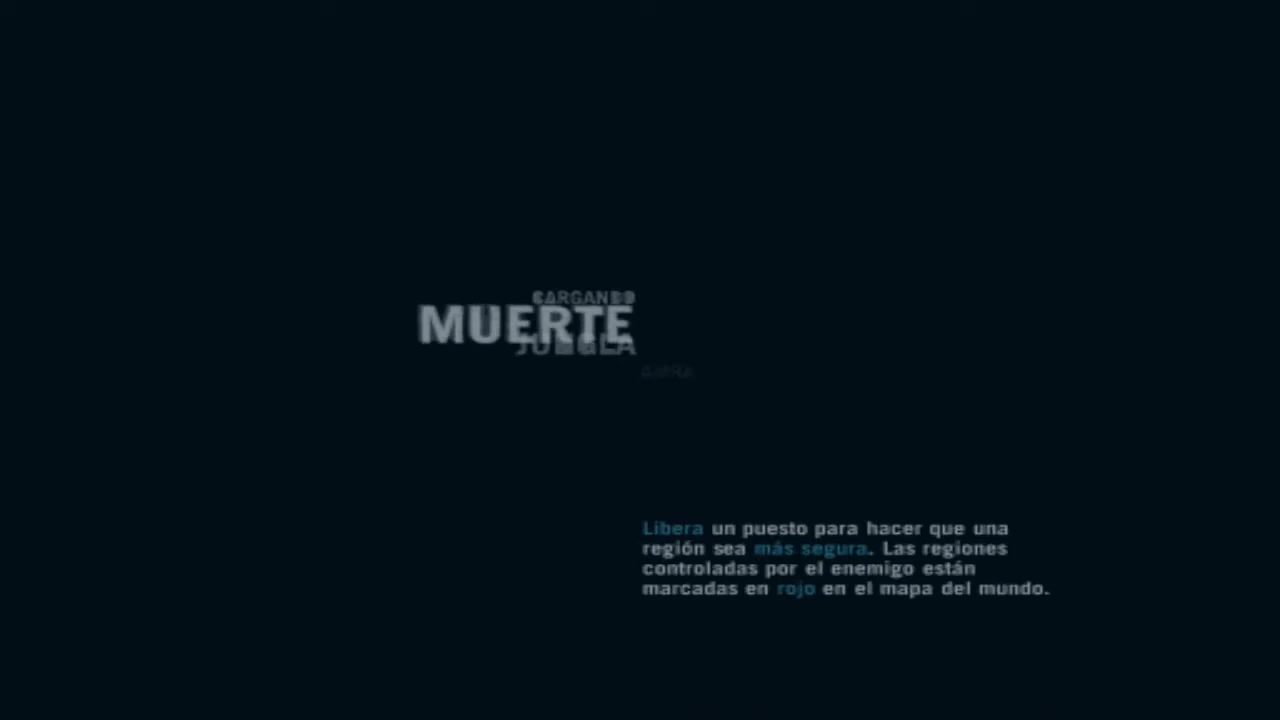 CARGANDO
MUERTE
JUNGLA
Libera un puesto para hacer que una
región sea más segura. Las regiones
controladas por el enemigo están
marcadas en rojo en el mapa del mundo.